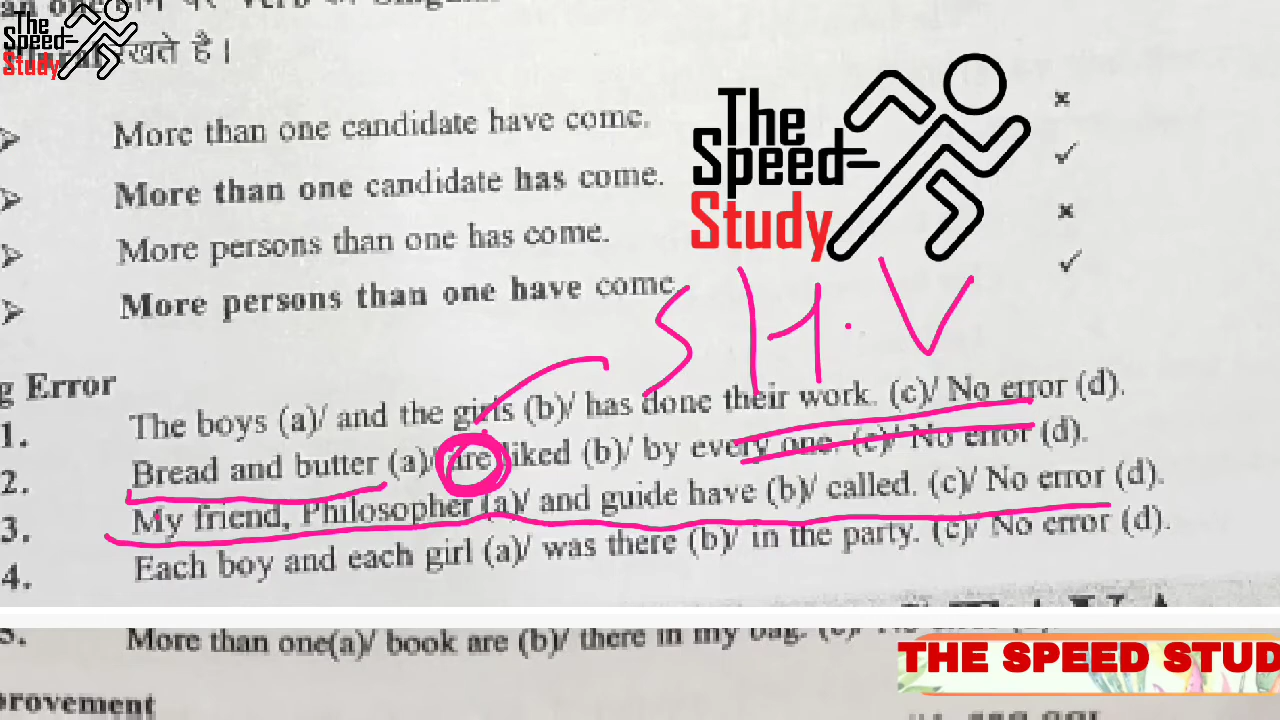 The
Speed
Study
रखते है।
The
Speed
Study
More than one candidate have come. ×
More than one candidate has come. ✓
More persons than one has come. ×
More persons than one have come. ✓
S H.V
g Error
1. The boys (a)/ and the girls (b)/ has done their work. (c)/ No error (d).
2. Bread and butter (a)/ are liked (b)/ by every one. (c)/ No error (d).
3. My friend, Philosopher (a)/ and guide have (b)/ called. (c)/ No error (d).
4. Each boy and each girl (a)/ was there (b)/ in the party. (c)/ No error (d).
5. More than one(a)/ book are (b)/ there in my bag.
THE SPEED STUD
provement